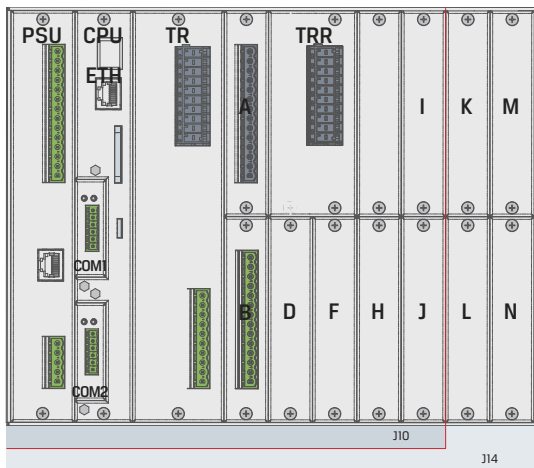 PSU CPU TR TRR
ETH
A I K M
COM1
B D F H J L N
COM2
J10
J14